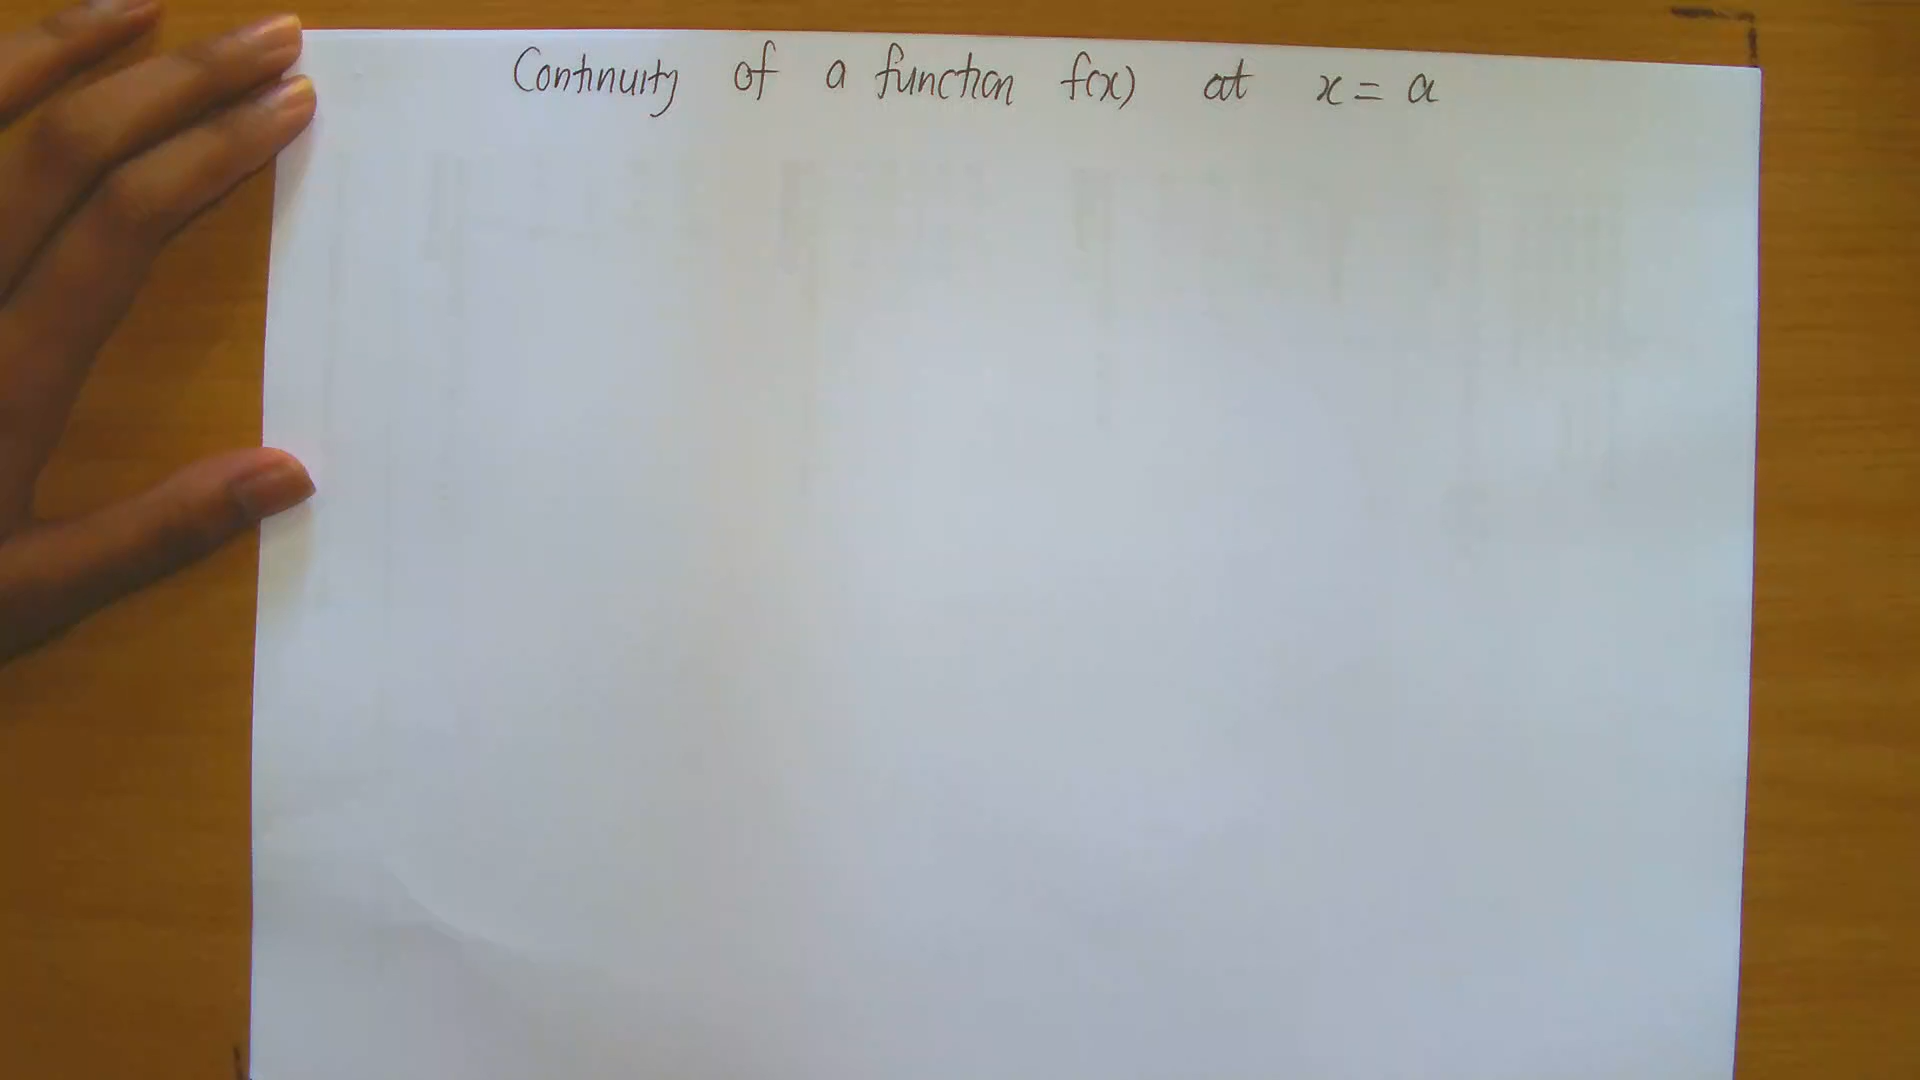 Continuity of a function f(x) at x = a